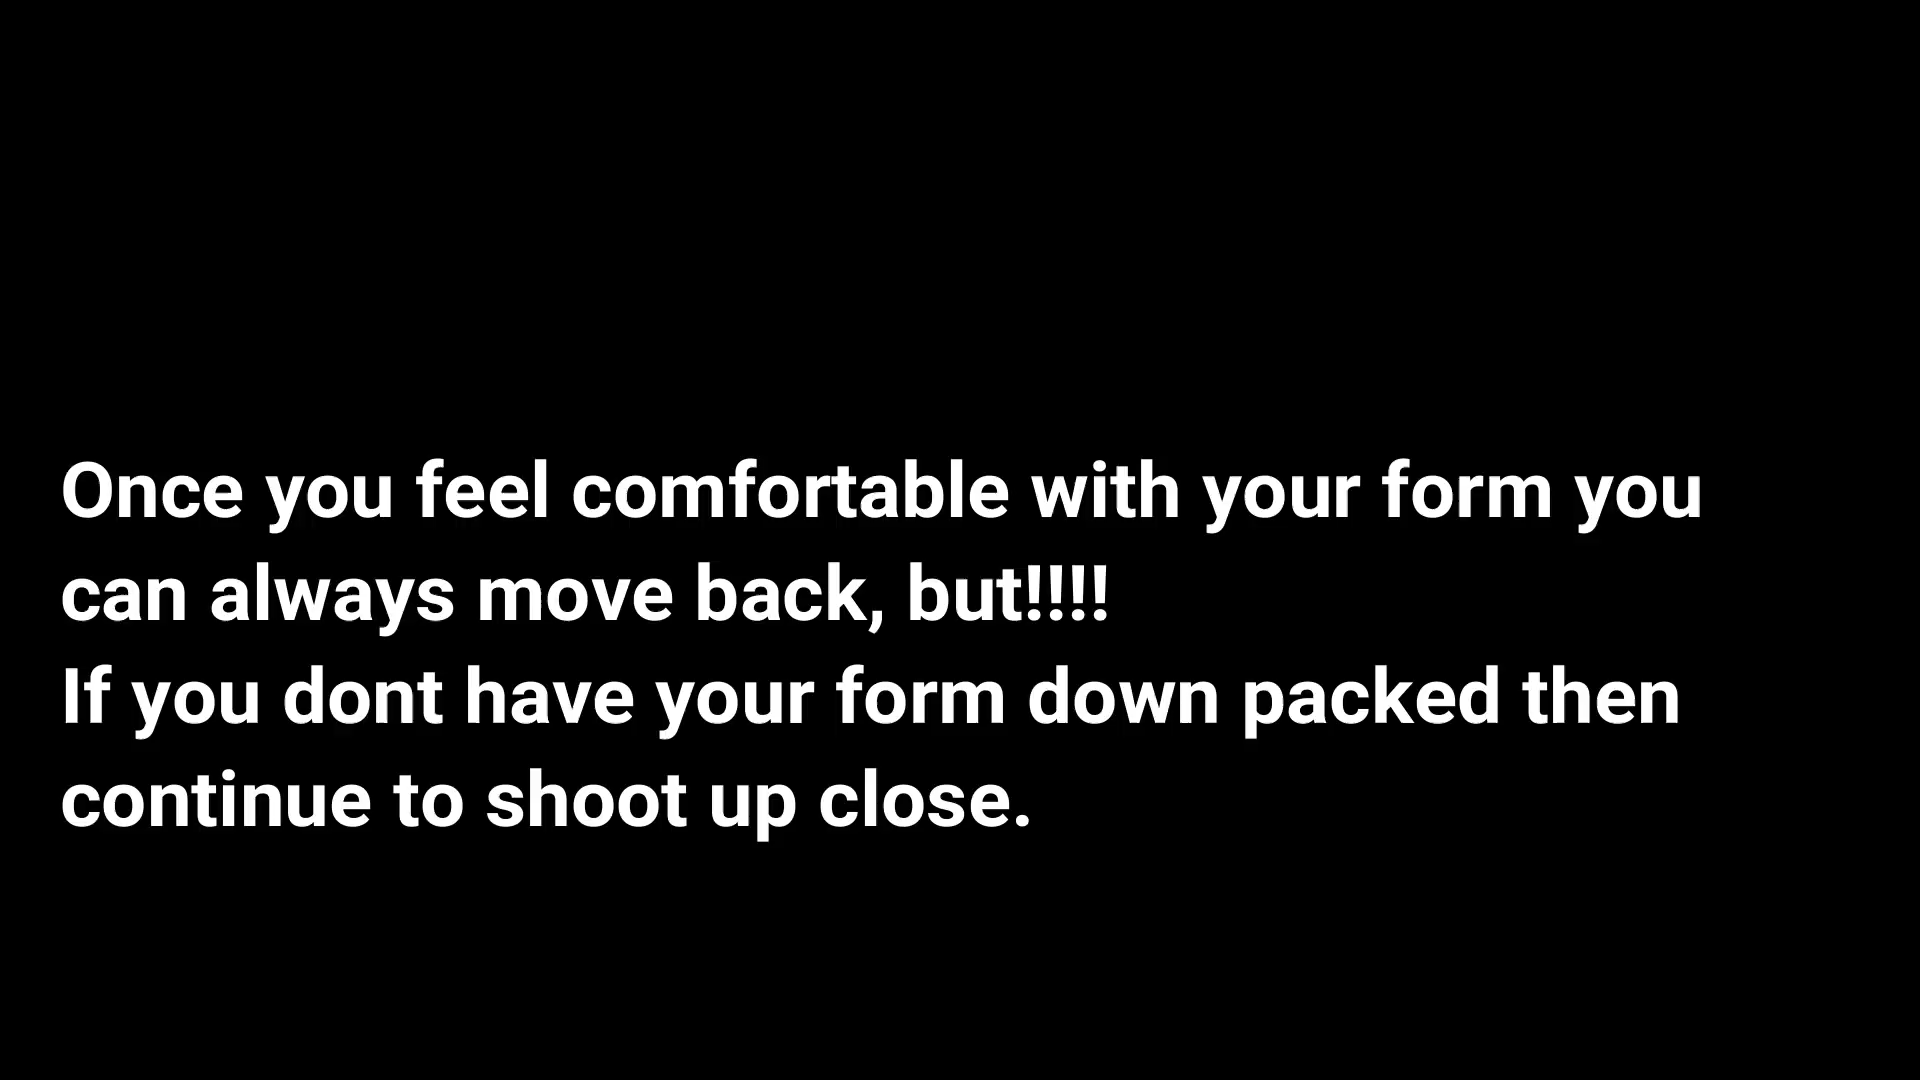 Once you feel comfortable with your form you
can always move back, but!!!!
If you dont have your form down packed then
continue to shoot up close.